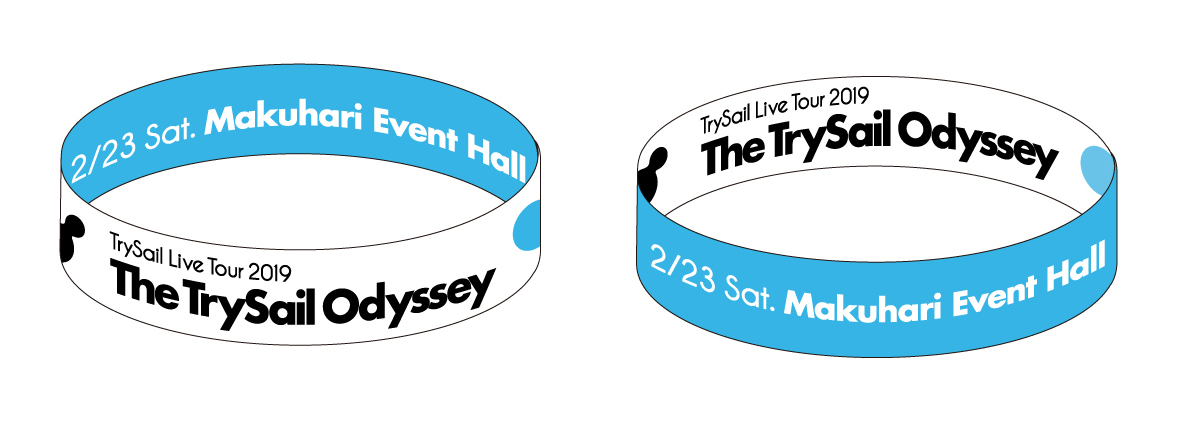 2/23 Sat. Makuhari Event Hall
TrySail Live Tour 2019
The TrySail Odyssey
TrySail Live Tour 2019
The TrySail Odyssey
2/23 Sat. Makuhari Event Hall